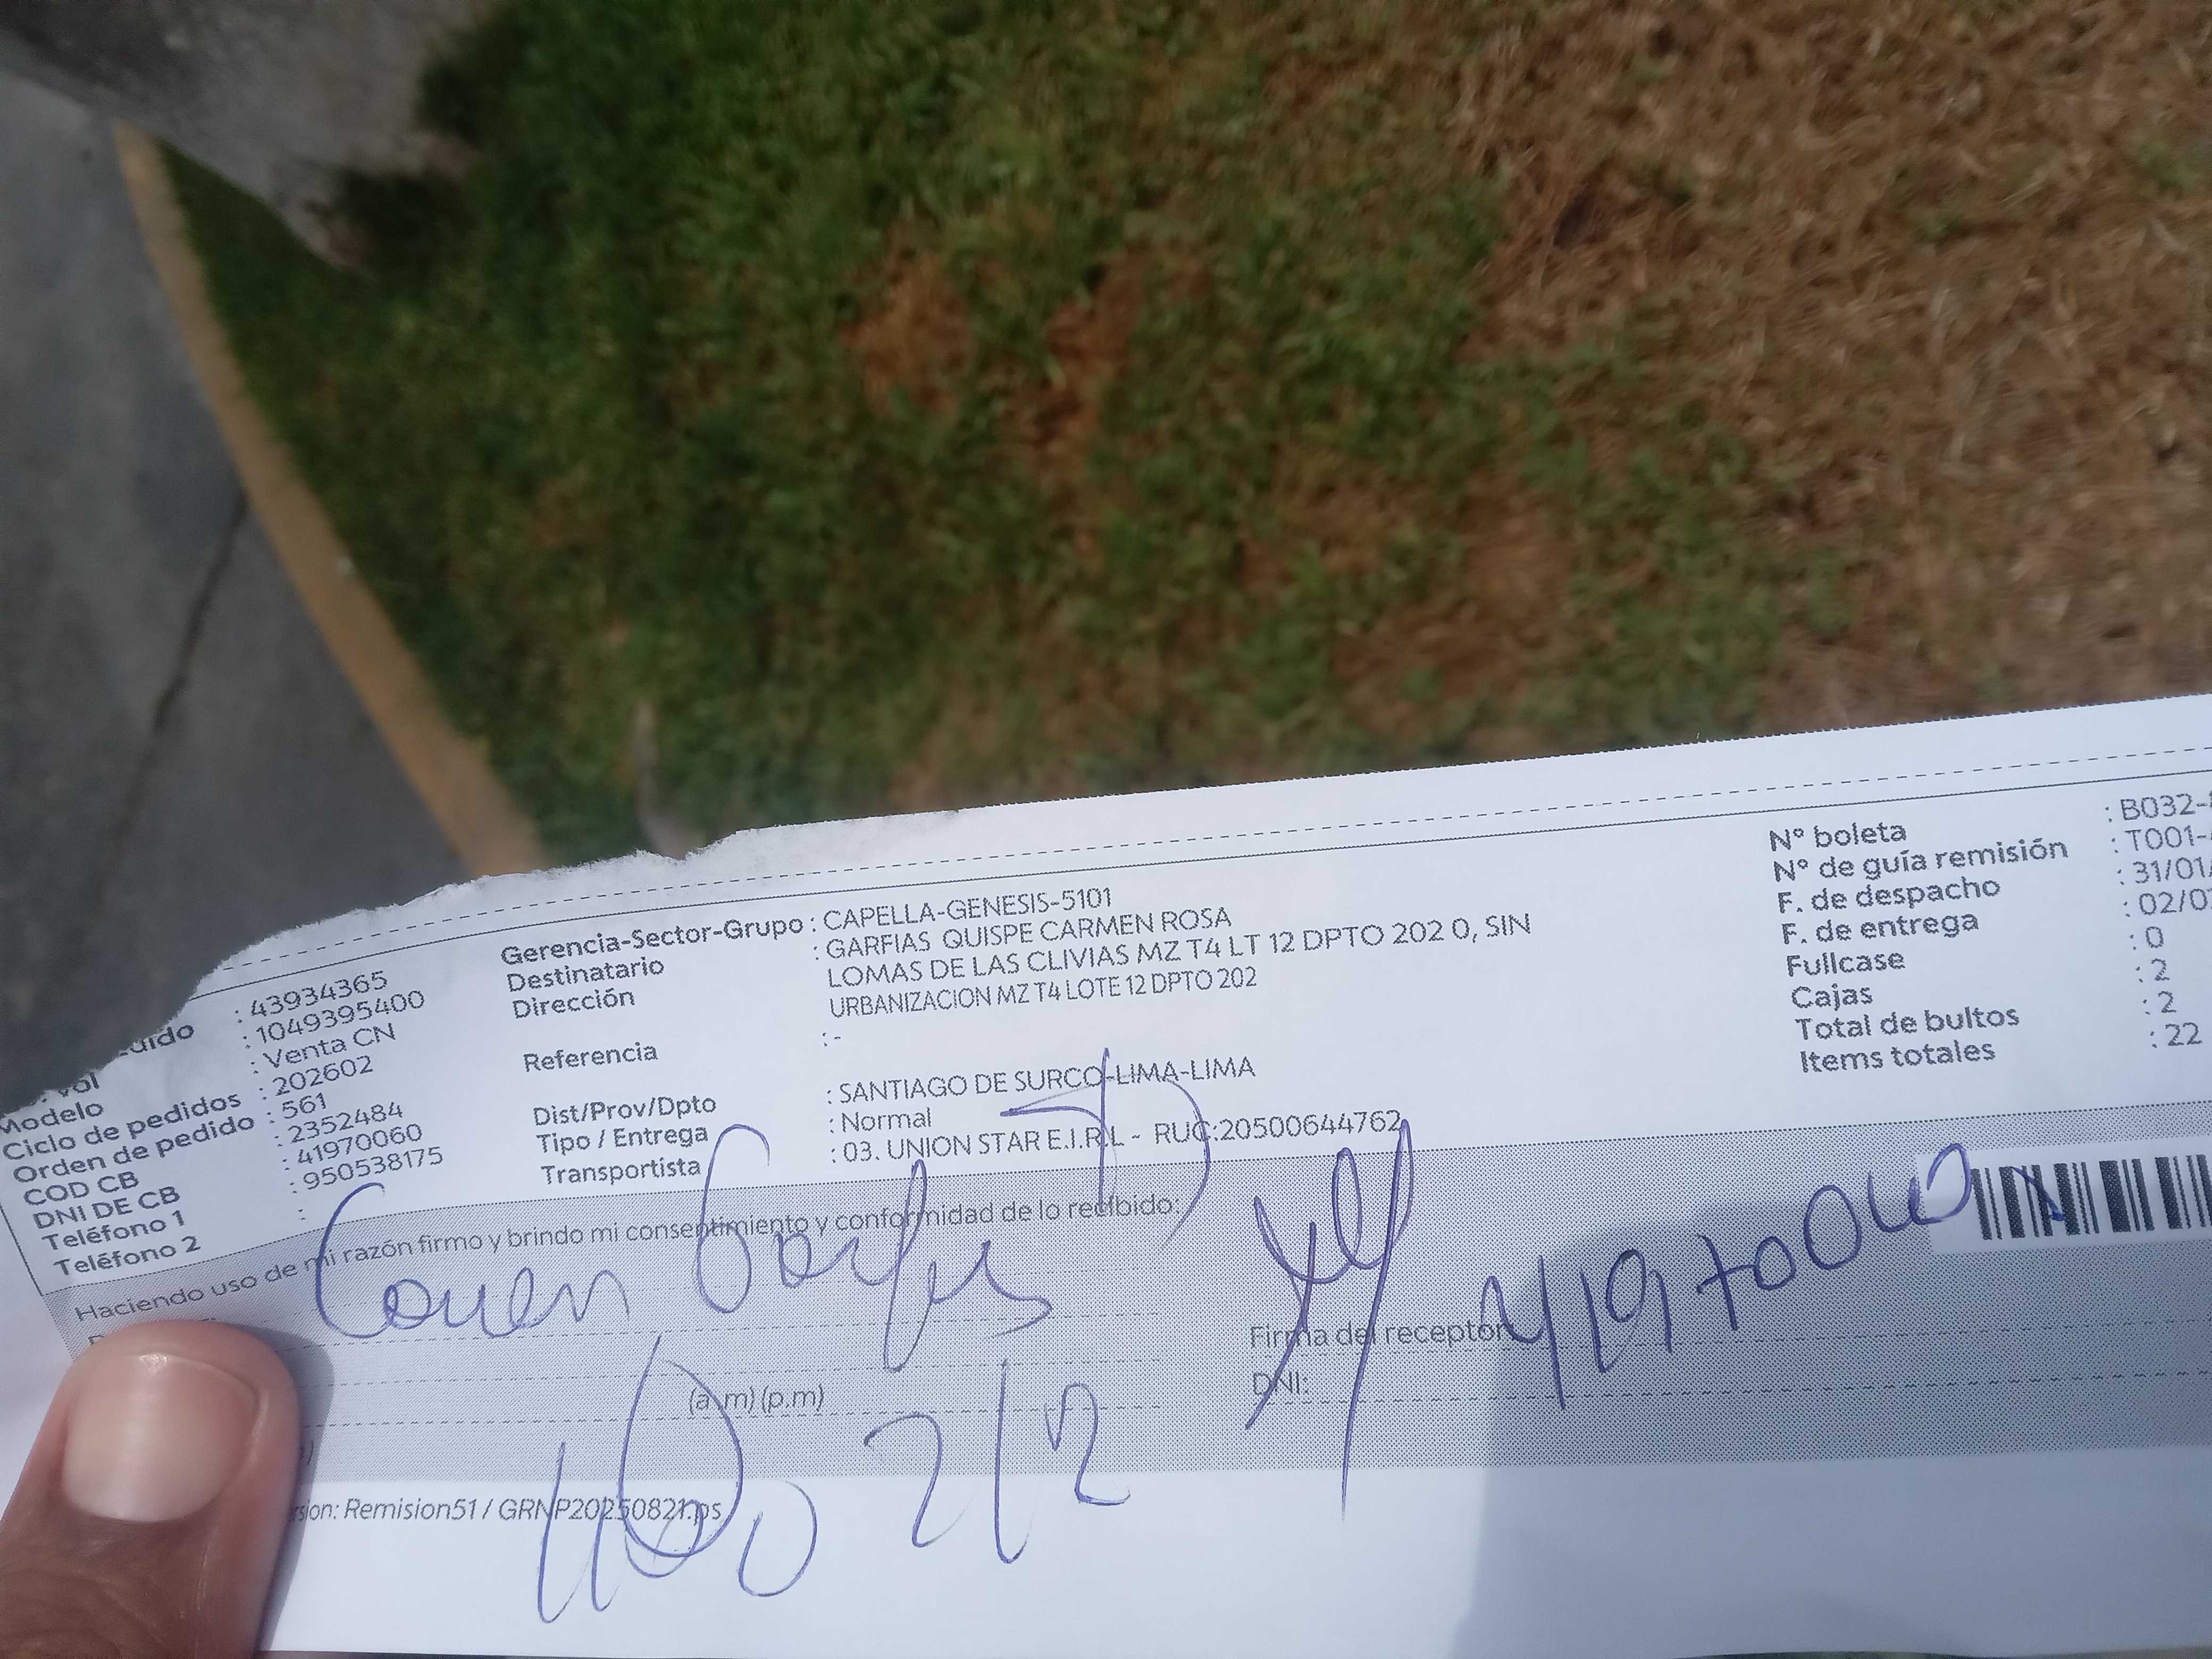 : 43934365
: 1049395400
: Venta CN
Modelo
Ciclo de pedidos : 202602
Orden de pedido : 561
COD CB : 2352484
DNI DE CB : 41970060
Teléfono 1 : 950538175
Teléfono 2 :
Gerencia-Sector-Grupo : CAPELLA-GENESIS-5101
Destinatario : GARFIAS QUISPE CARMEN ROSA
Dirección LOMAS DE LAS CLIVIAS MZ T4 LT 12 DPTO 202 0, SIN
URBANIZACION MZ T4 LOTE 12 DPTO 202
Referencia : -
Dist/Prov/Dpto : SANTIAGO DE SURCO-LIMA-LIMA
Tipo / Entrega : Normal
Transportista : 03. UNION STAR E.I.R.L - RUC:20500644762
N° boleta : B032-
N° de guía remisión : T001-
F. de despacho : 31/01/
F. de entrega : 02/0
Fullcase : 0
Cajas : 2
Total de bultos : 2
Items totales : 22
Haciendo uso de mi razón firmo y brindo mi consentimiento y conformidad de lo recibido:
Firma del receptor:
(a.m) (p.m)
DNI:
2/2
Remision51 / GRNP20250821.ps